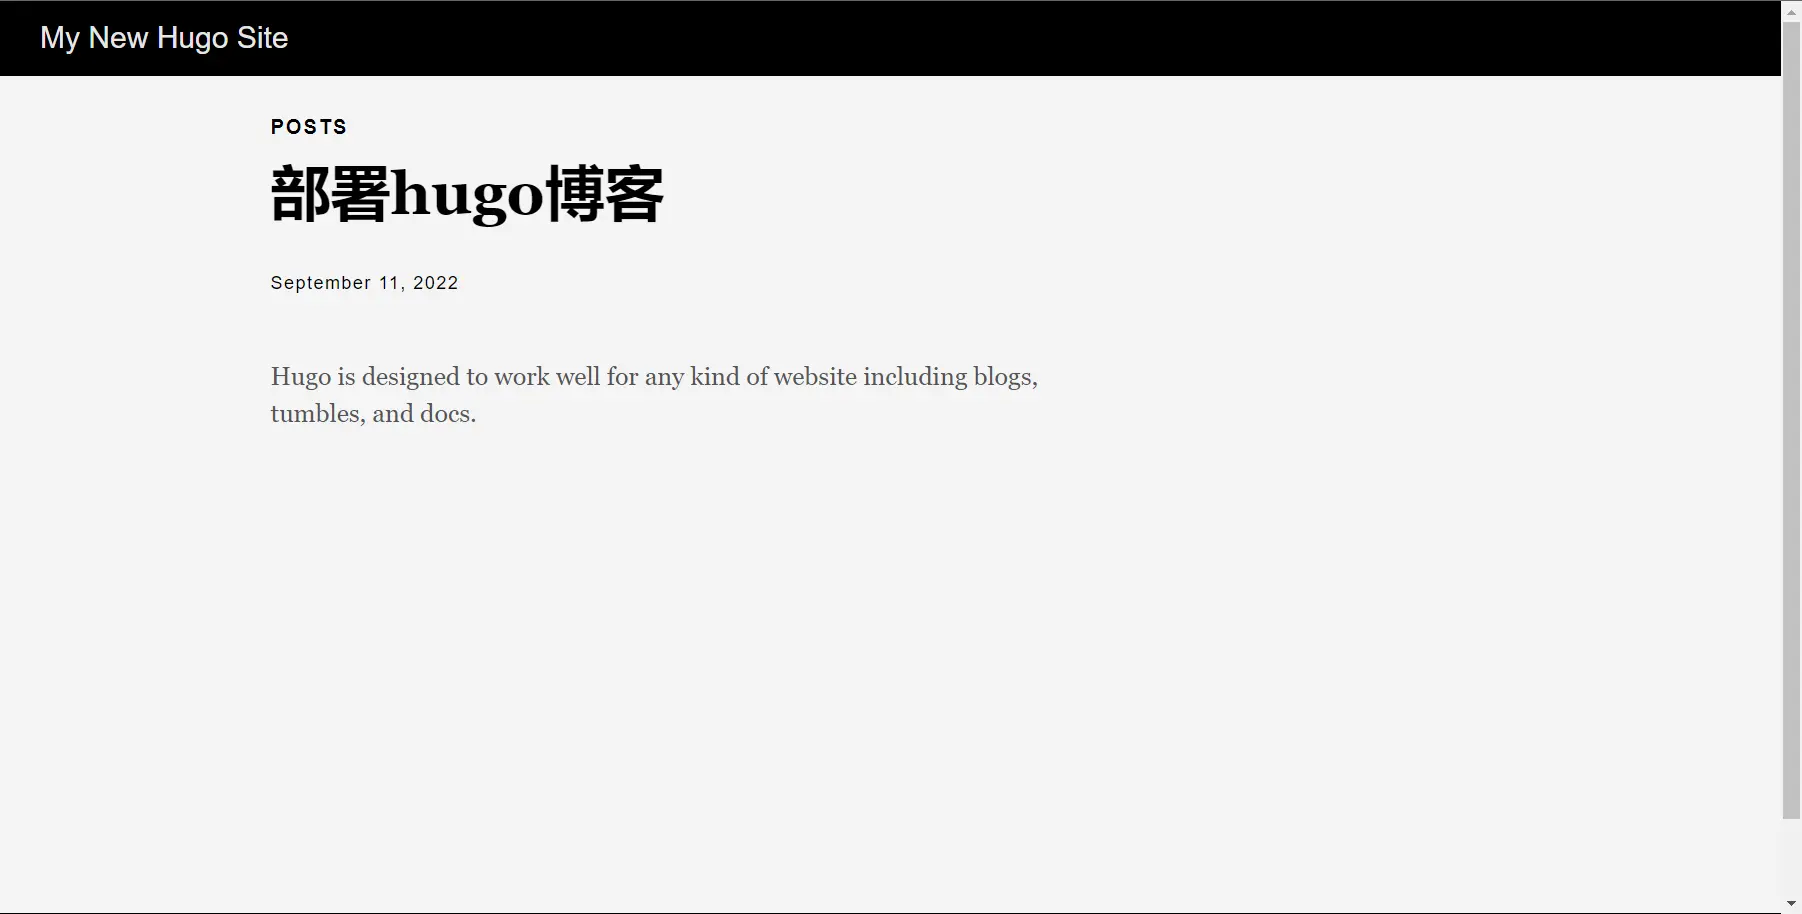 My New Hugo Site
POSTS
部署hugo博客
September 11, 2022
Hugo is designed to work well for any kind of website including blogs,
tumbles, and docs.